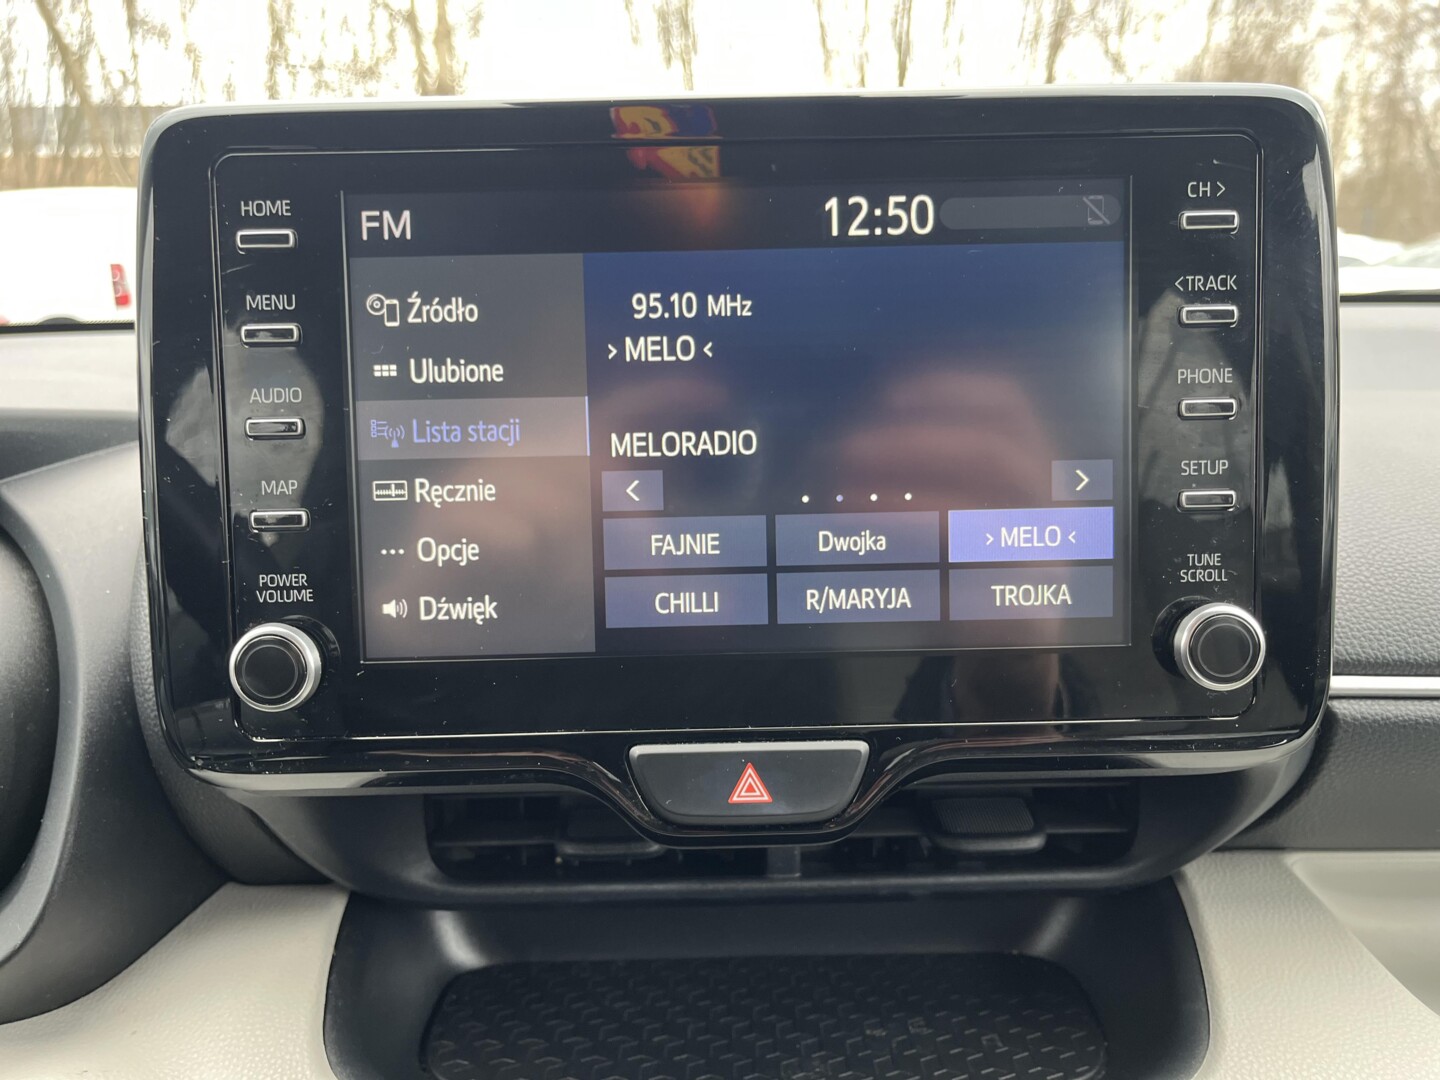 HOME
MENU
AUDIO
MAP
POWER
VOLUME
FM
12:50
Źródło
Ulubione
Lista stacji
Ręcznie
Opcje
Dźwięk
95.10 MHz
› MELO ‹
MELORADIO
<
>
FAJNIE
Dwojka
› MELO ‹
CHILLI
R/MARYJA
TROJKA
CH >
<TRACK
PHONE
SETUP
TUNE
SCROLL